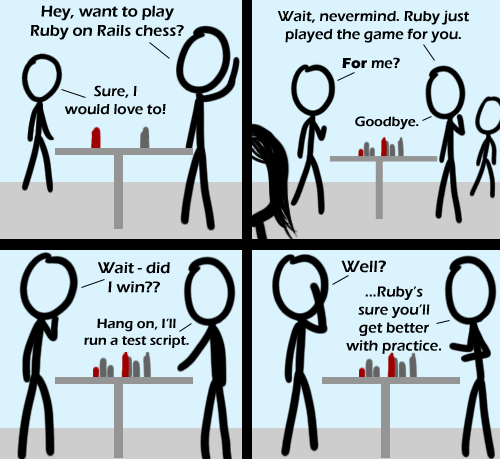 Hey, want to play
Ruby on Rails chess?
Sure, I
would love to!
Wait, nevermind. Ruby just
played the game for you.
For me?
Goodbye.
Wait - did
I win??
Hang on, I'll
run a test script.
Well?
...Ruby's
sure you'll
get better
with practice.